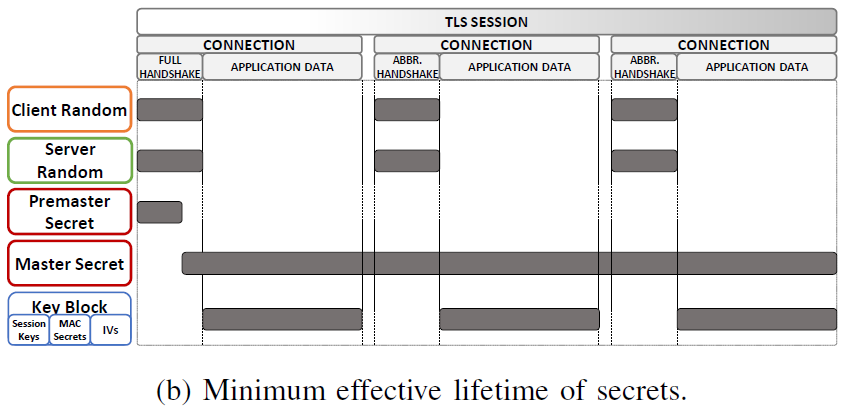 TLS SESSION
CONNECTION CONNECTION CONNECTION
FULL
HANDSHAKE
APPLICATION DATA
ABBR.
HANDSHAKE
APPLICATION DATA
ABBR.
HANDSHAKE
APPLICATION DATA
Client Random
Server
Random
Premaster
Secret
Master Secret
Key Block
Session
Keys
MAC
Secrets
IVs
(b) Minimum effective lifetime of secrets.